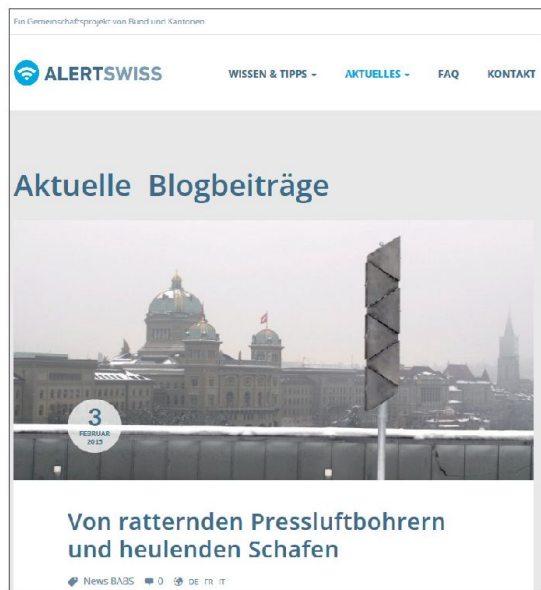 Ein Gemeinschaftsprojekt von Bund und Kantonen
ALERTSWISS
WISSEN & TIPPS AKTUELLES FAQ KONTAKT
Aktuelle Blogbeiträge
3
FEBRUAR
2015
Von ratternden Pressluftbohrern
und heulenden Schafen
News BABS 0 DE FR IT